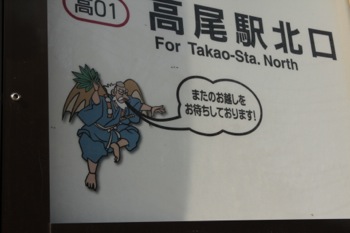 高01
高尾駅北口
For Takao-Sta. North
またのお越しを
お待ちしております!